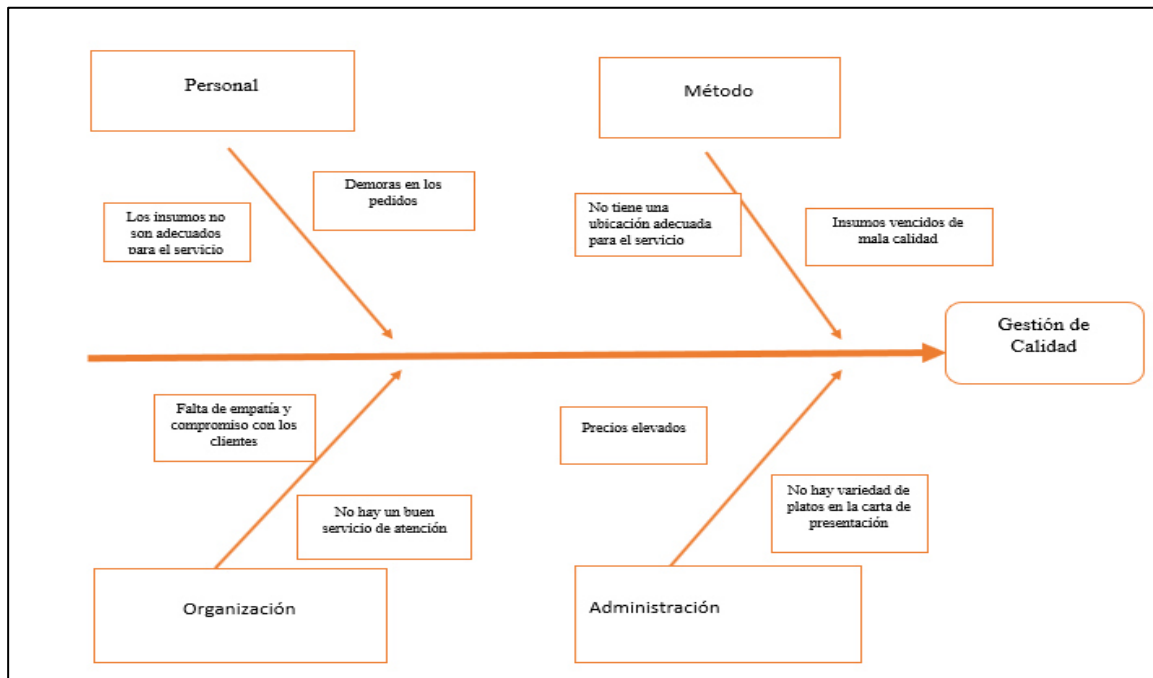 Personal
Método
Demoras en los
pedidos
Los insumos no
son adecuados
para el servicio
No tiene una
ubicación adecuada
para el servicio
Insumos vencidos de
mala calidad
Gestión de
Calidad
Falta de empatía y
compromiso con los
clientes
Precios elevados
No hay un buen
servicio de atención
No hay variedad de
platos en la carta de
presentación
Organización
Administración